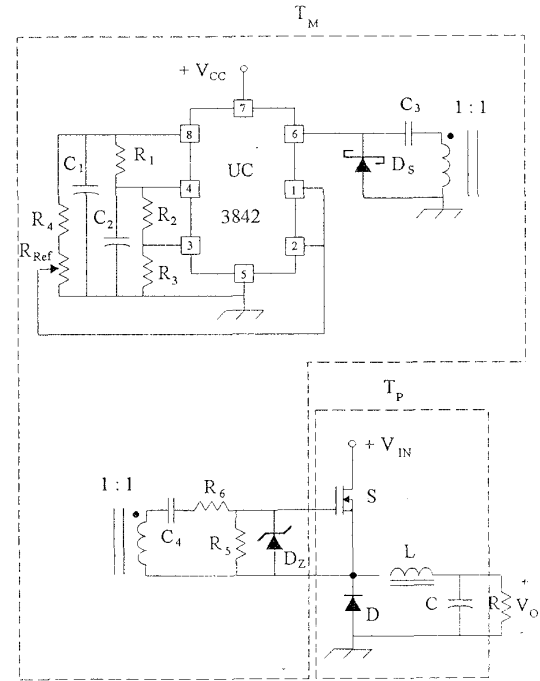 T_M
+ V_CC
7
C_3
1 : 1
8
6
C_1
R_1
UC
D_S
4
1
R_4
C_2
R_2
3842
R_Ref
3
2
R_3
5
T_P
+ V_IN
1 : 1
R_6
S
C_4
R_5
D_Z
L
+
D
C
R
V_O
-